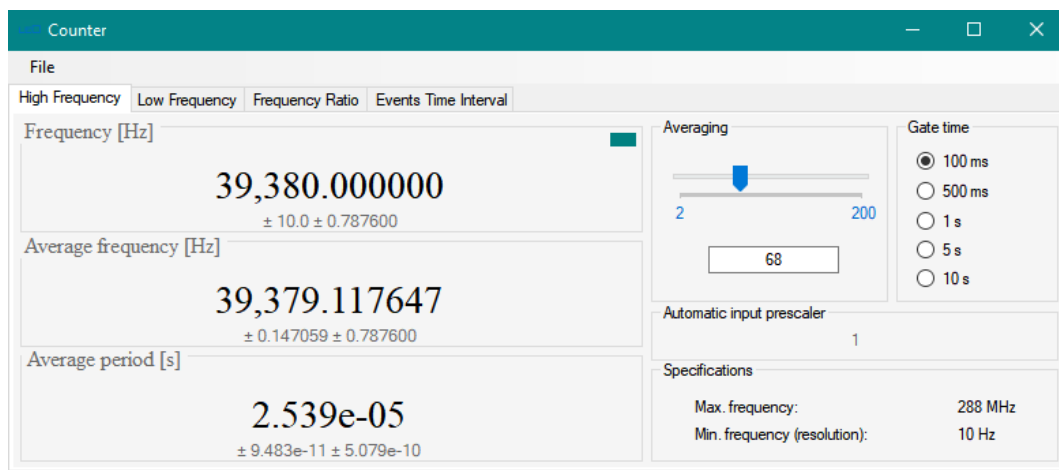 Counter
File
High Frequency Low Frequency Frequency Ratio Events Time Interval
Frequency [Hz]
39,380.000000
± 10.0 ± 0.787600
Average frequency [Hz]
39,379.117647
± 0.147059 ± 0.787600
Average period [s]
2.539e-05
± 9.483e-11 ± 5.079e-10
Averaging
2 200
68
Gate time
100 ms
500 ms
1 s
5 s
10 s
Automatic input prescaler
1
Specifications
Max. frequency: 288 MHz
Min. frequency (resolution): 10 Hz